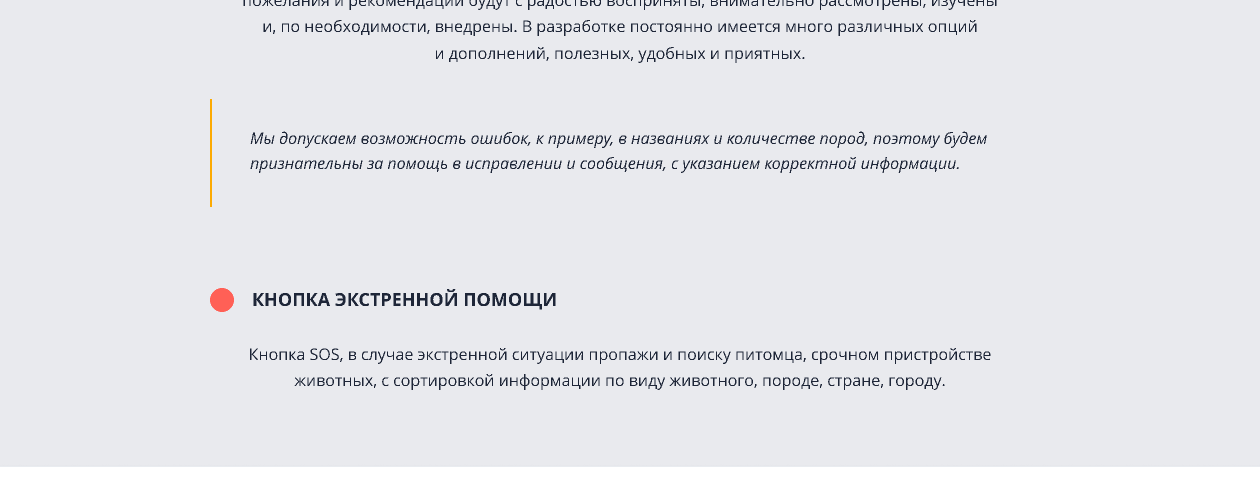 пожелания и рекомендации будут с радостью восприняты, внимательно рассмотрены, изучены
и, по необходимости, внедрены. В разработке постоянно имеется много различных опций
и дополнений, полезных, удобных и приятных.
Мы допускаем возможность ошибок, к примеру, в названиях и количестве пород, поэтому будем
признательны за помощь в исправлении и сообщения, с указанием корректной информации.
КНОПКА ЭКСТРЕННОЙ ПОМОЩИ
Кнопка SOS, в случае экстренной ситуации пропажи и поиску питомца, срочном пристройстве
животных, с сортировкой информации по виду животного, породе, стране, городу.